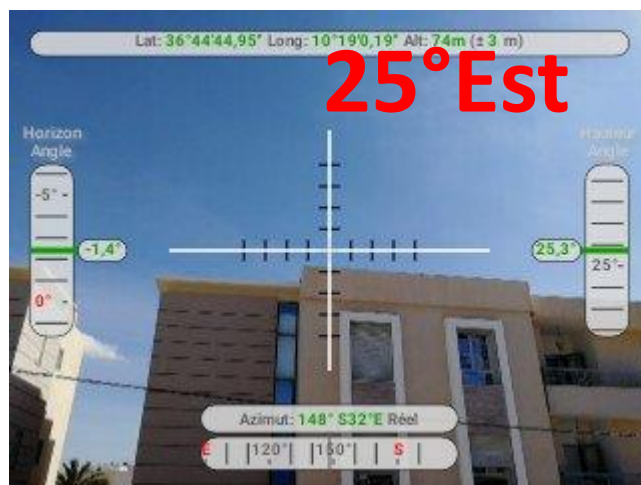 Lat: 36°44'44,95" Long: 10°19'0,19" Alt: 74m (± 3 m)
25°Est
Horizon
Angle
Hauteur
Angle
-5°
-1,4°
25,3°
25°
0°
Azimut: 148° S32°E Réel
E 120° 150° S